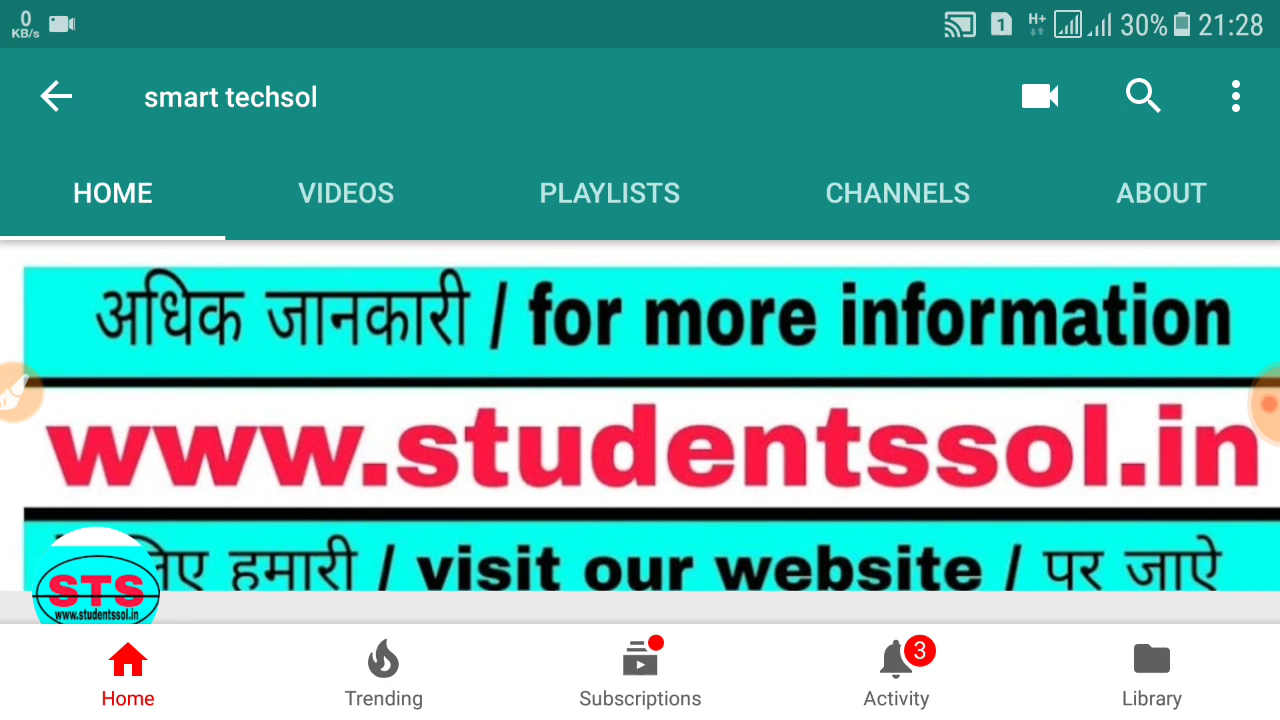 0
KB/s
1 H+ 30% 21:28
smart techsol
HOME VIDEOS PLAYLISTS CHANNELS ABOUT
अधिक जानकारी / for more information
www.studentssol.in
हमारी / visit our website / पर जाऐ
STS
www.studentssol.in
3
Home Trending Subscriptions Activity Library